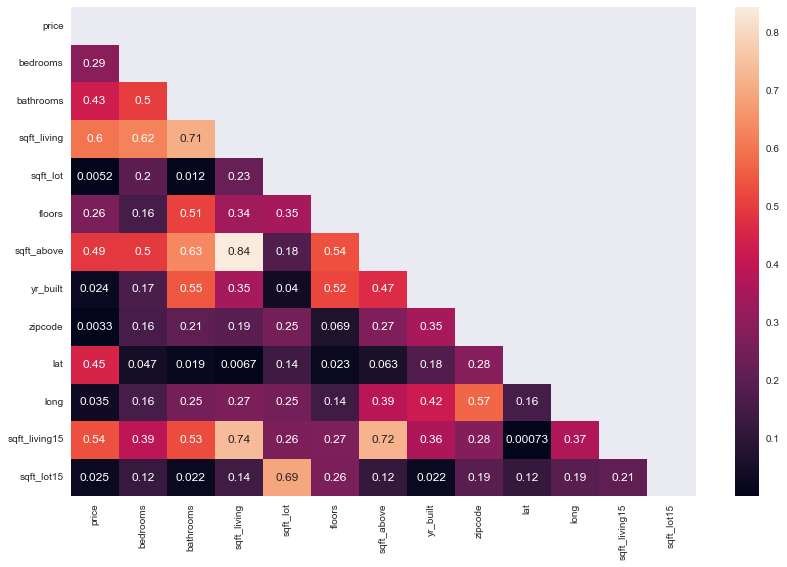 price
bedrooms 0.29
bathrooms 0.43 0.5
sqft_living 0.6 0.62 0.71
sqft_lot 0.0052 0.2 0.012 0.23
floors 0.26 0.16 0.51 0.34 0.35
sqft_above 0.49 0.5 0.63 0.84 0.18 0.54
yr_built 0.024 0.17 0.55 0.35 0.04 0.52 0.47
zipcode 0.0033 0.16 0.21 0.19 0.25 0.069 0.27 0.35
lat 0.45 0.047 0.019 0.0067 0.14 0.023 0.063 0.18 0.28
long 0.035 0.16 0.25 0.27 0.25 0.14 0.39 0.42 0.57 0.16
sqft_living15 0.54 0.39 0.53 0.74 0.26 0.27 0.72 0.36 0.28 0.00073 0.37
sqft_lot15 0.025 0.12 0.022 0.14 0.69 0.26 0.12 0.022 0.19 0.12 0.19 0.21
price bedrooms bathrooms sqft_living sqft_lot floors sqft_above yr_built zipcode lat long sqft_living15 sqft_lot15
0.8
0.7
0.6
0.5
0.4
0.3
0.2
0.1